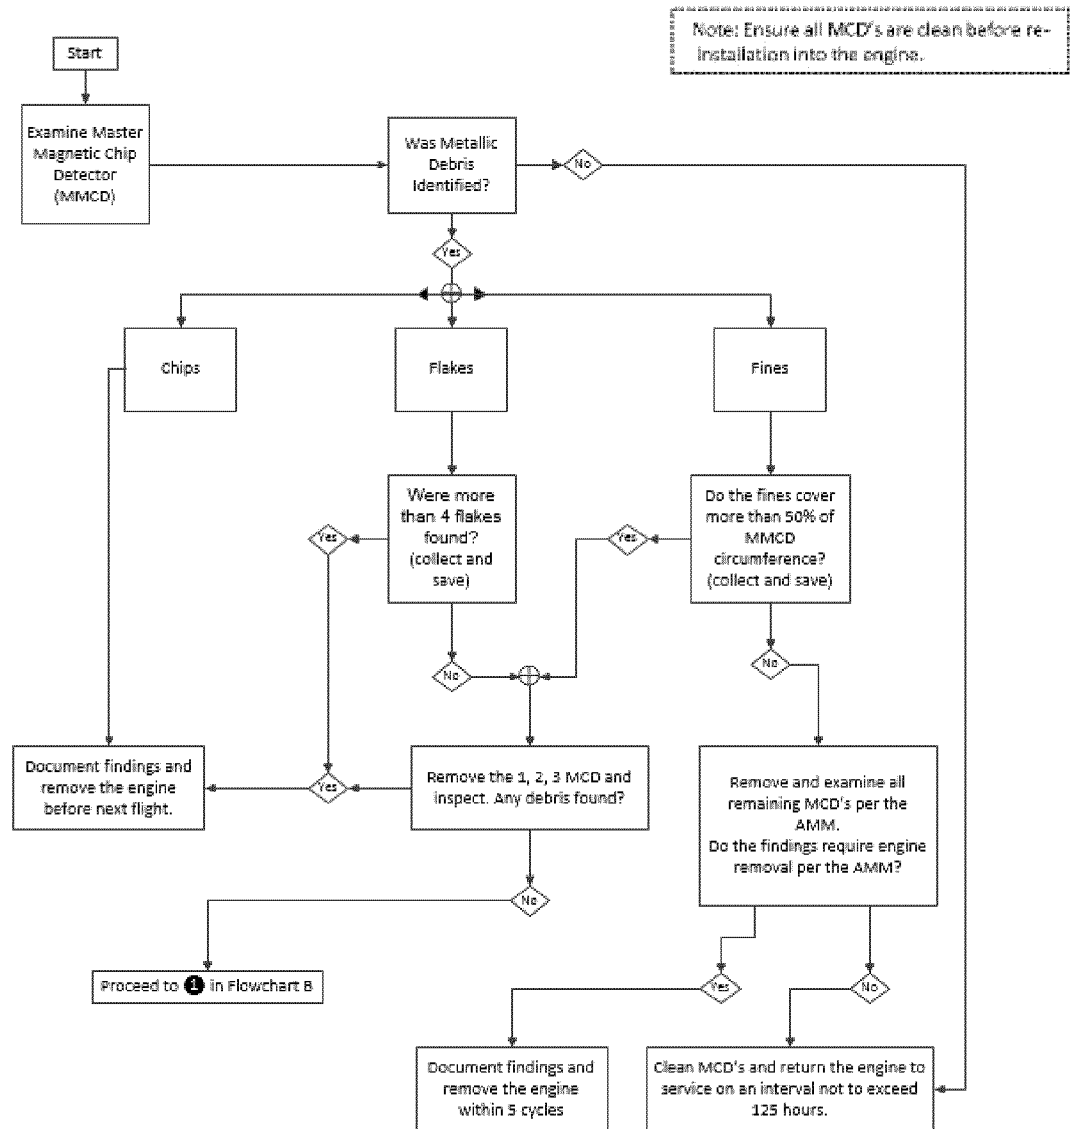 Note: Ensure all MCD's are clean before re-
installation into the engine.
Start
Examine Master
Magnetic Chip
Detector
(MMCD)
Was Metallic
Debris
Identified?
No
Yes
Chips
Flakes
Fines
Were more
than 4 flakes
found?
(collect and
save)
Do the fines cover
more than 50% of
MMCD
circumference?
(collect and save)
Yes
Yes
No
No
Document findings and
remove the engine
before next flight.
Yes
Remove the 1, 2, 3 MCD and
inspect. Any debris found?
Remove and examine all
remaining MCD's per the
AMM.
Do the findings require engine
removal per the AMM?
No
Proceed to 1 in Flowchart B
Yes
No
Document findings and
remove the engine
within 5 cycles
Clean MCD's and return the engine to
service on an interval not to exceed
125 hours.